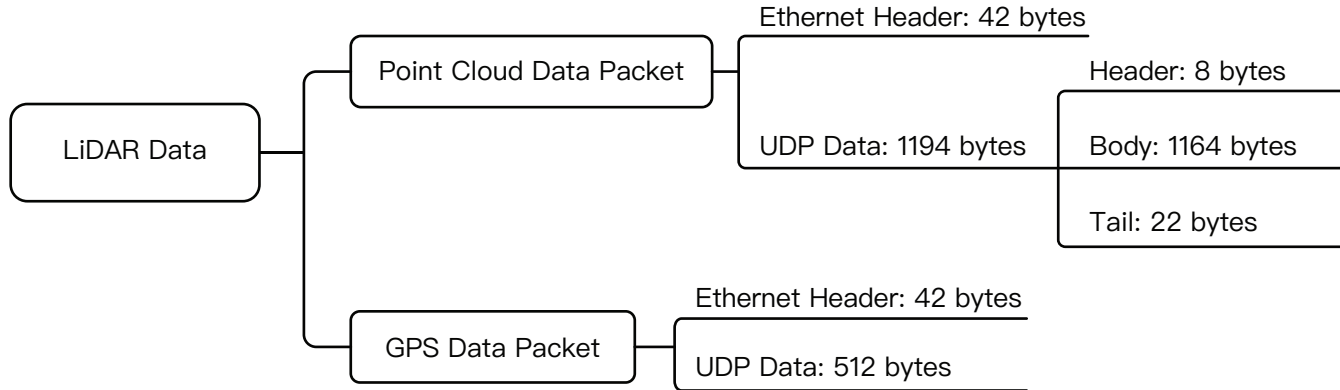 LiDAR Data
Point Cloud Data Packet
Ethernet Header: 42 bytes
UDP Data: 1194 bytes
Header: 8 bytes
Body: 1164 bytes
Tail: 22 bytes
GPS Data Packet
Ethernet Header: 42 bytes
UDP Data: 512 bytes